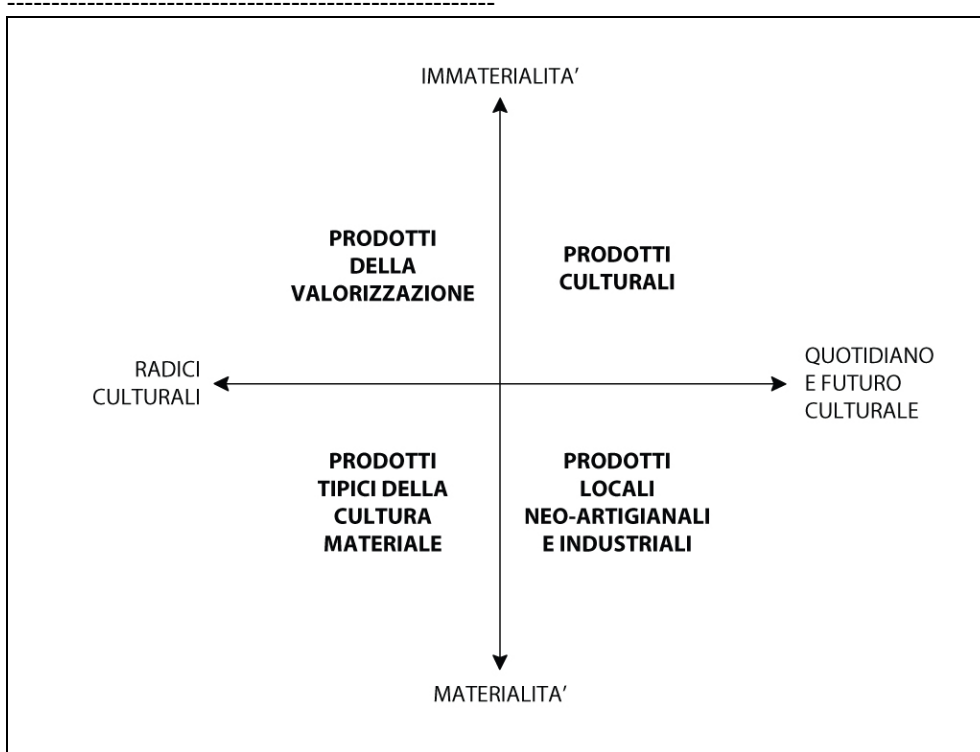 IMMATERIALITA’
PRODOTTI
DELLA
VALORIZZAZIONE
PRODOTTI
CULTURALI
RADICI
CULTURALI
QUOTIDIANO
E FUTURO
CULTURALE
PRODOTTI
TIPICI DELLA
CULTURA
MATERIALE
PRODOTTI
LOCALI
NEO-ARTIGIANALI
E INDUSTRIALI
MATERIALITA’